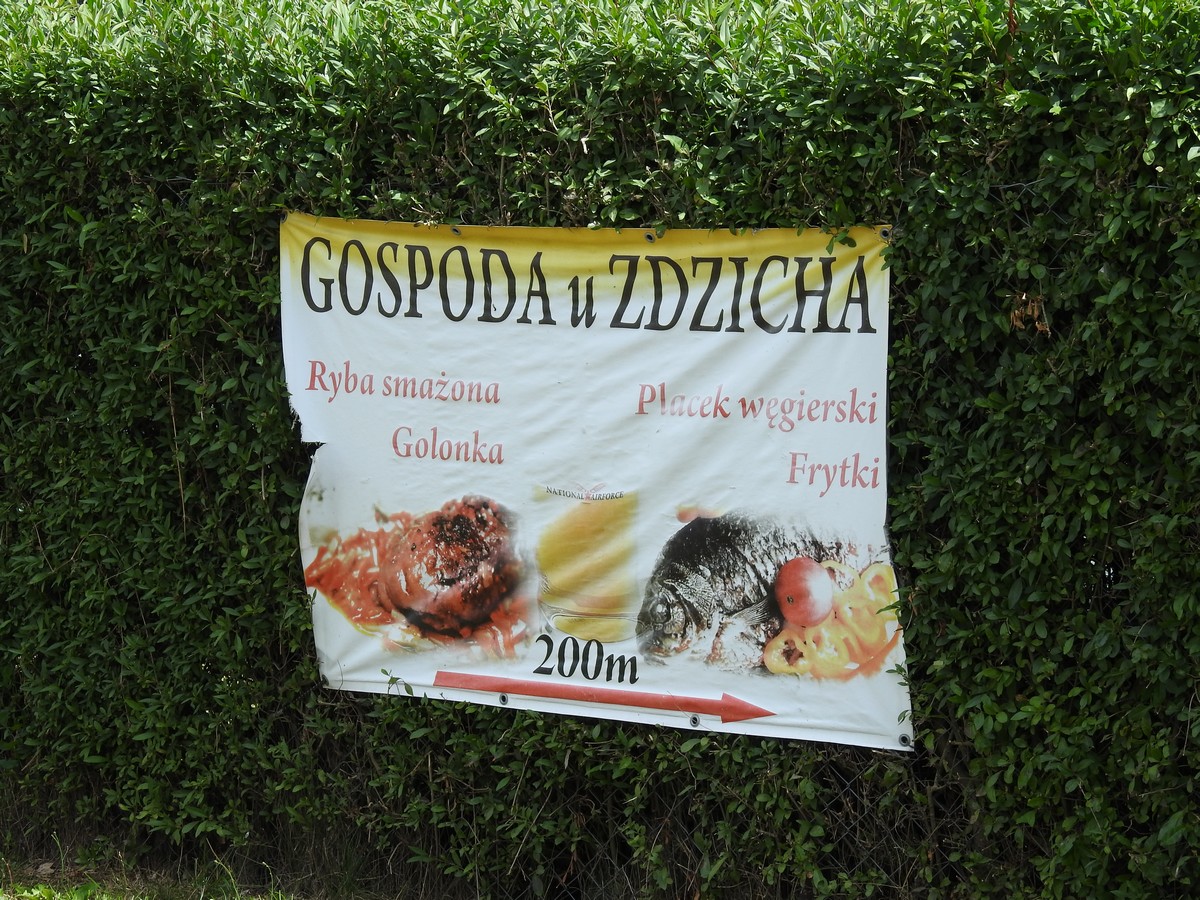 GOSPODA u ZDZICHA
Ryba smażona
Golonka
Placek węgierski
Frytki
NATIONAL AIRFORCE
200m